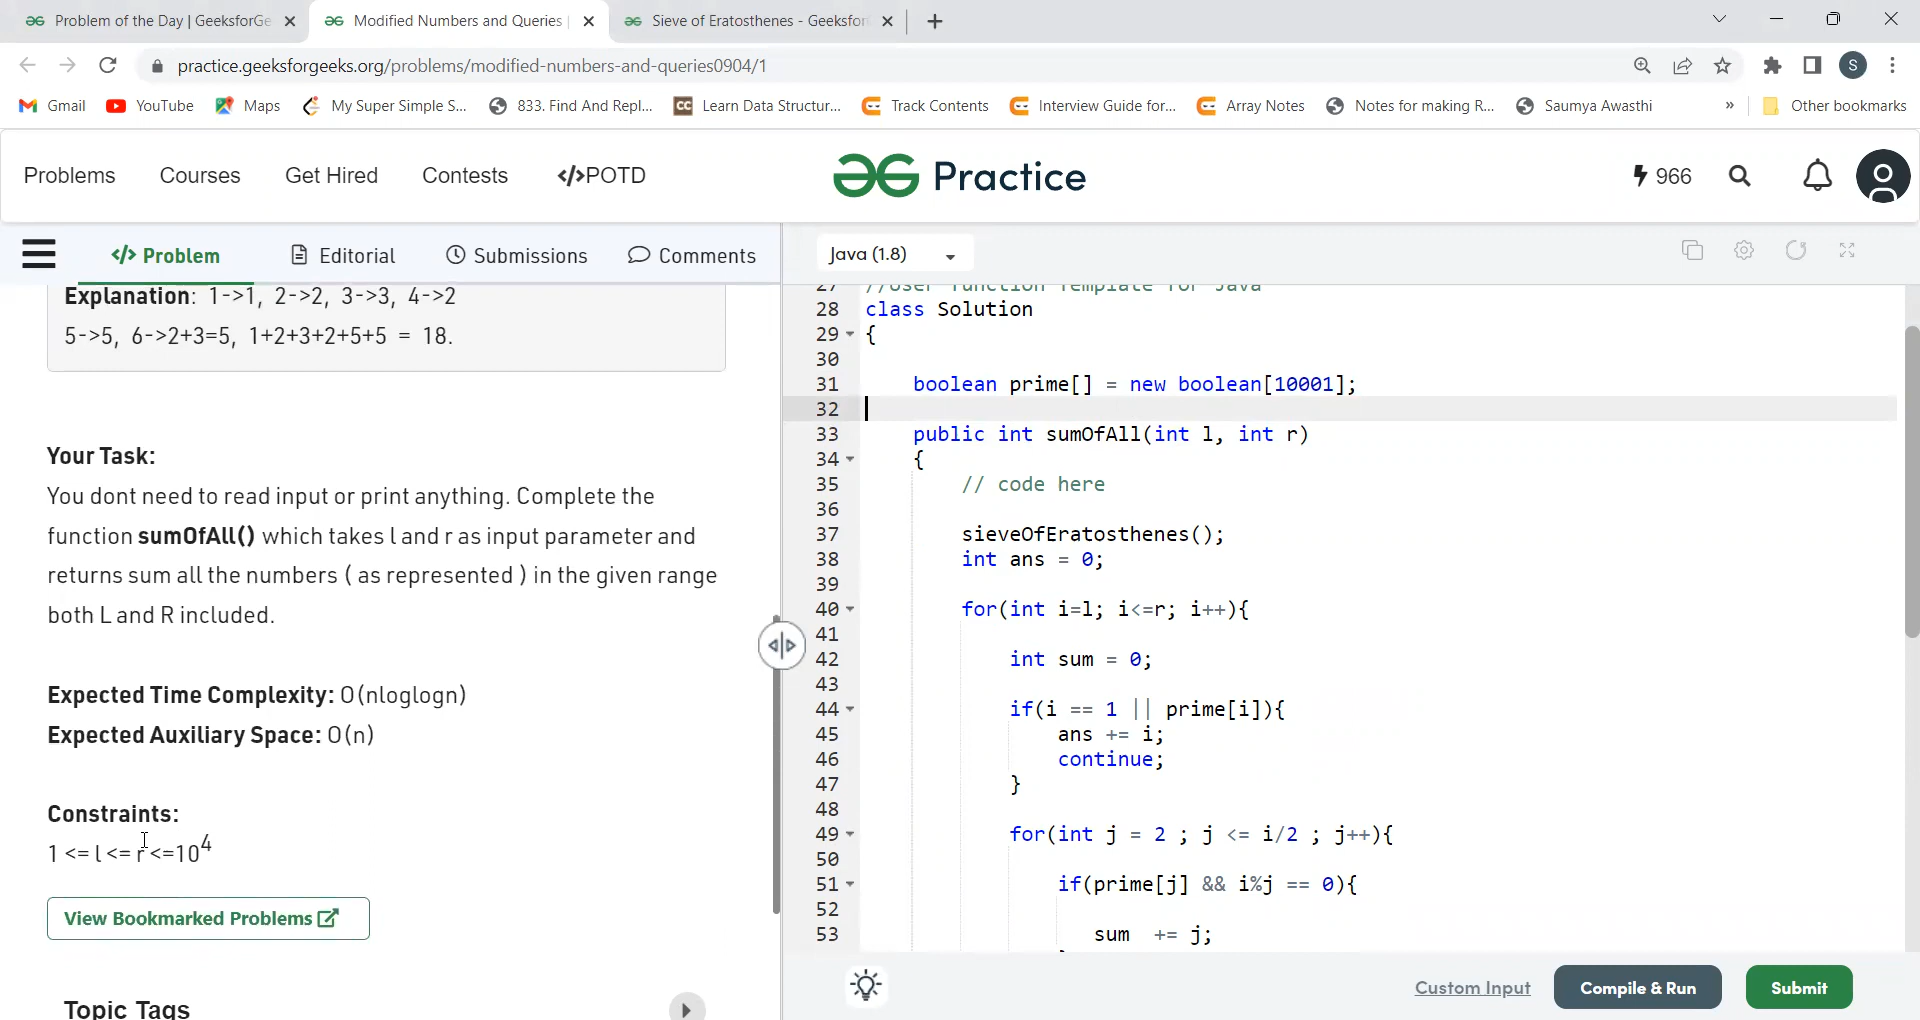 Problem of the Day | GeeksforGe
Modified Numbers and Queries
Sieve of Eratosthenes - Geeksfor
practice.geeksforgeeks.org/problems/modified-numbers-and-queries0904/1
S
Gmail
YouTube
Maps
My Super Simple S...
833. Find And Repl...
CC Learn Data Structur...
Track Contents
Interview Guide for...
Array Notes
Notes for making R...
Saumya Awasthi
»
Other bookmarks
Problems
Courses
Get Hired
Contests
</>POTD
Practice
966
</> Problem
Editorial
Submissions
Comments
Java (1.8)
Explanation: 1->1, 2->2, 3->3, 4->2
5->5, 6->2+3=5, 1+2+3+2+5+5 = 18.
Your Task:
You dont need to read input or print anything. Complete the
function sumOfAll() which takes l and r as input parameter and
returns sum all the numbers ( as represented ) in the given range
both L and R included.
Expected Time Complexity: O(nloglogn)
Expected Auxiliary Space: O(n)
Constraints:
1 <= l <= r <=10^4
View Bookmarked Problems
Topic Tags
27 //User function Template for Java
28 class Solution
29 {
30
31 boolean prime[] = new boolean[10001];
32
33 public int sumOfAll(int l, int r)
34 {
35 // code here
36
37 sieveOfEratosthenes();
38 int ans = 0;
39
40 for(int i=l; i<=r; i++){
41
42 int sum = 0;
43
44 if(i == 1 || prime[i]){
45 ans += i;
46 continue;
47 }
48
49 for(int j = 2 ; j <= i/2 ; j++){
50
51 if(prime[j] && i%j == 0){
52
53 sum += j;
Custom Input
Compile & Run
Submit